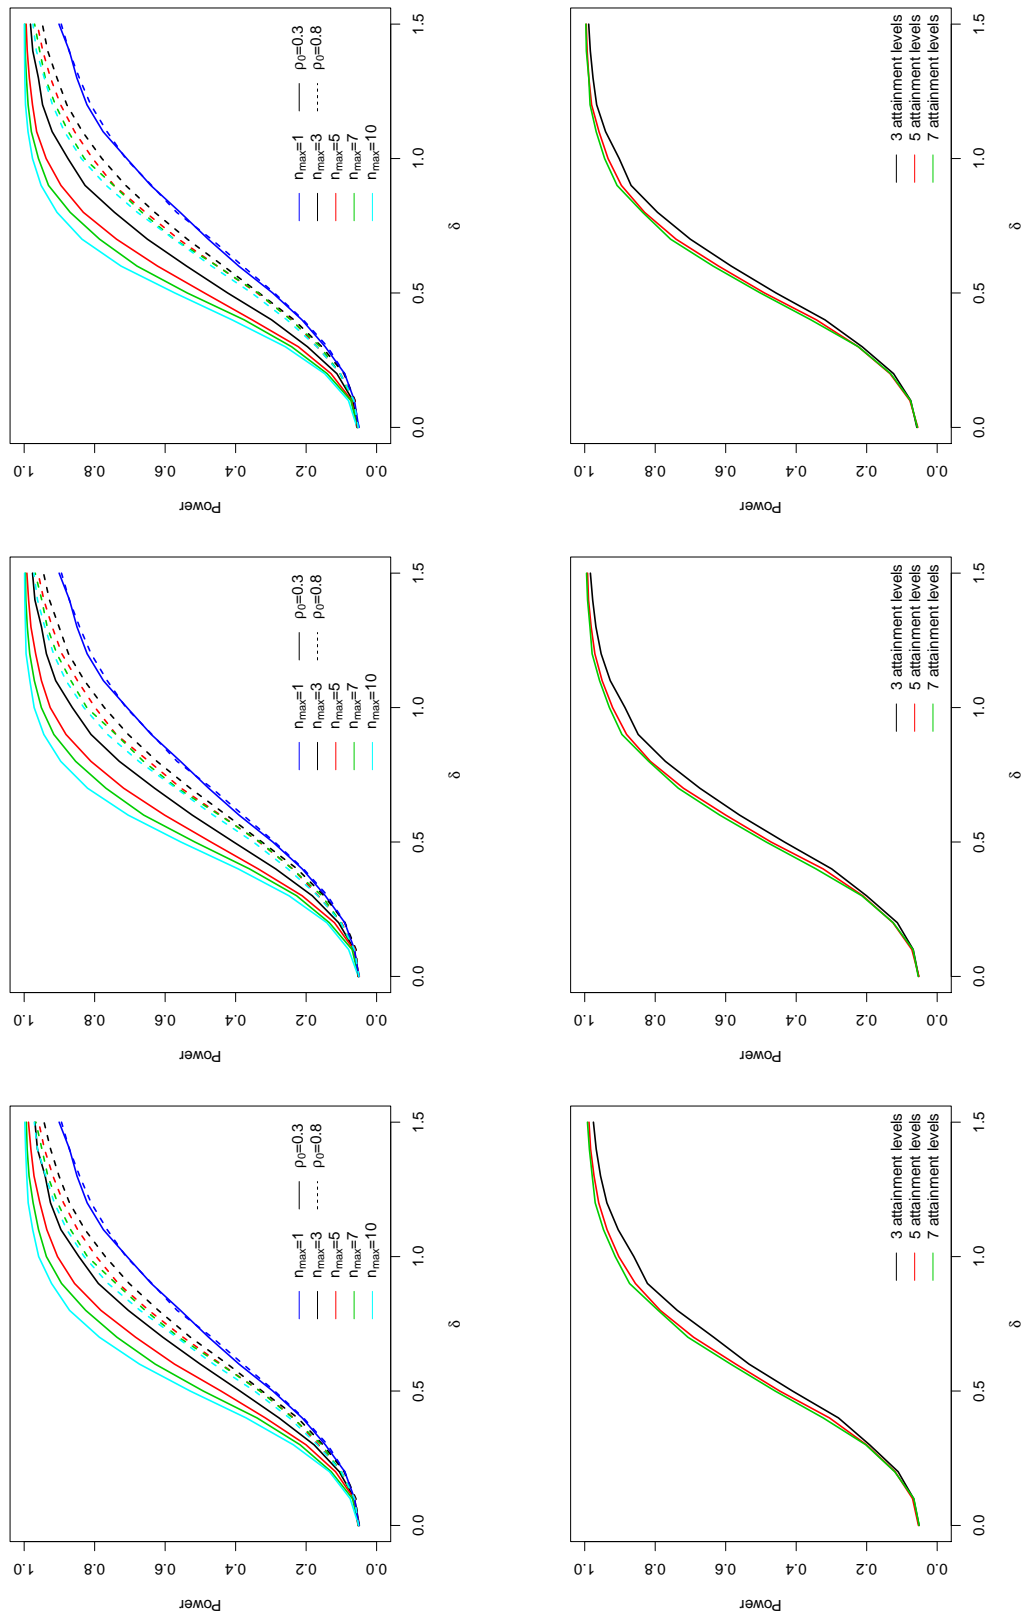 Power
1.0
0.8
0.6
0.4
0.2
0.0
n_max=1 ρ₀=0.3
n_max=3 ρ₀=0.8
n_max=5
n_max=7
n_max=10
0.0 0.5 1.0 1.5
δ
Power
1.0
0.8
0.6
0.4
0.2
0.0
n_max=1 ρ₀=0.3
n_max=3 ρ₀=0.8
n_max=5
n_max=7
n_max=10
0.0 0.5 1.0 1.5
δ
Power
1.0
0.8
0.6
0.4
0.2
0.0
n_max=1 ρ₀=0.3
n_max=3 ρ₀=0.8
n_max=5
n_max=7
n_max=10
0.0 0.5 1.0 1.5
δ
Power
1.0
0.8
0.6
0.4
0.2
0.0
3 attainment levels
5 attainment levels
7 attainment levels
0.0 0.5 1.0 1.5
δ
Power
1.0
0.8
0.6
0.4
0.2
0.0
3 attainment levels
5 attainment levels
7 attainment levels
0.0 0.5 1.0 1.5
δ
Power
1.0
0.8
0.6
0.4
0.2
0.0
3 attainment levels
5 attainment levels
7 attainment levels
0.0 0.5 1.0 1.5
δ